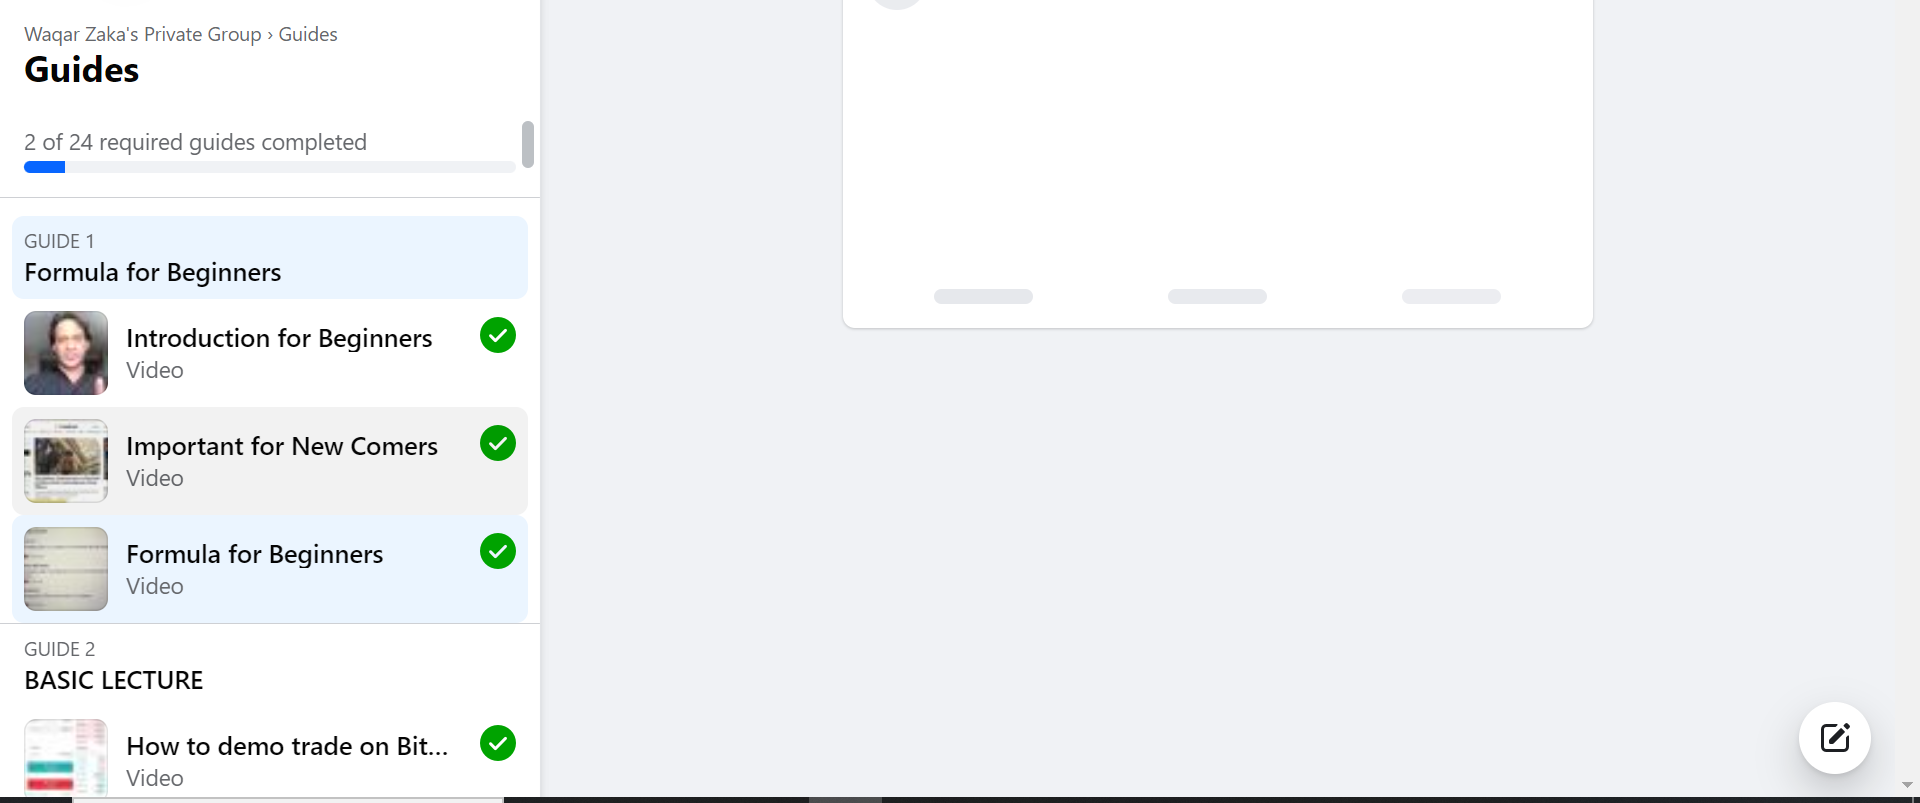 Waqar Zaka's Private Group › Guides
Guides
2 of 24 required guides completed
GUIDE 1
Formula for Beginners
Introduction for Beginners
Video
Important for New Comers
Video
Formula for Beginners
Video
GUIDE 2
BASIC LECTURE
How to demo trade on Bit...
Video